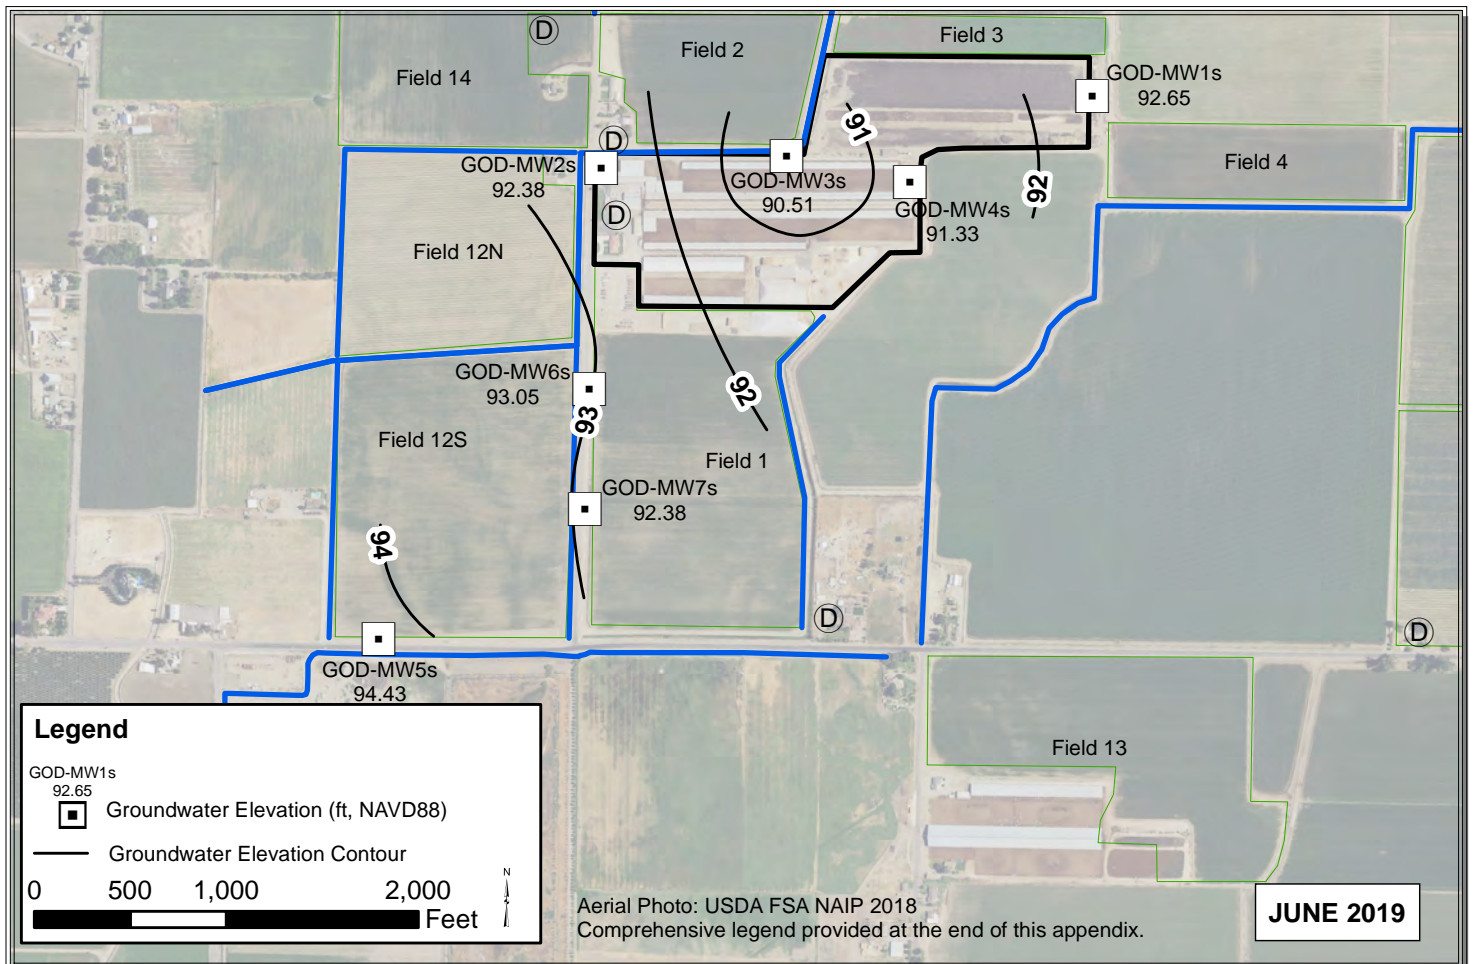 D
Field 2
Field 3
Field 14
GOD-MW1s
92.65
91
D
GOD-MW2s
92.38
GOD-MW3s
90.51
Field 4
92
D
GOD-MW4s
91.33
Field 12N
GOD-MW6s
93.05
92
93
Field 12S
Field 1
GOD-MW7s
92.38
94
D
D
GOD-MW5s
94.43
Field 13
Legend
GOD-MW1s
92.65
Groundwater Elevation (ft, NAVD88)
Groundwater Elevation Contour
0 500 1,000 2,000
Feet
N
Aerial Photo: USDA FSA NAIP 2018
Comprehensive legend provided at the end of this appendix.
JUNE 2019